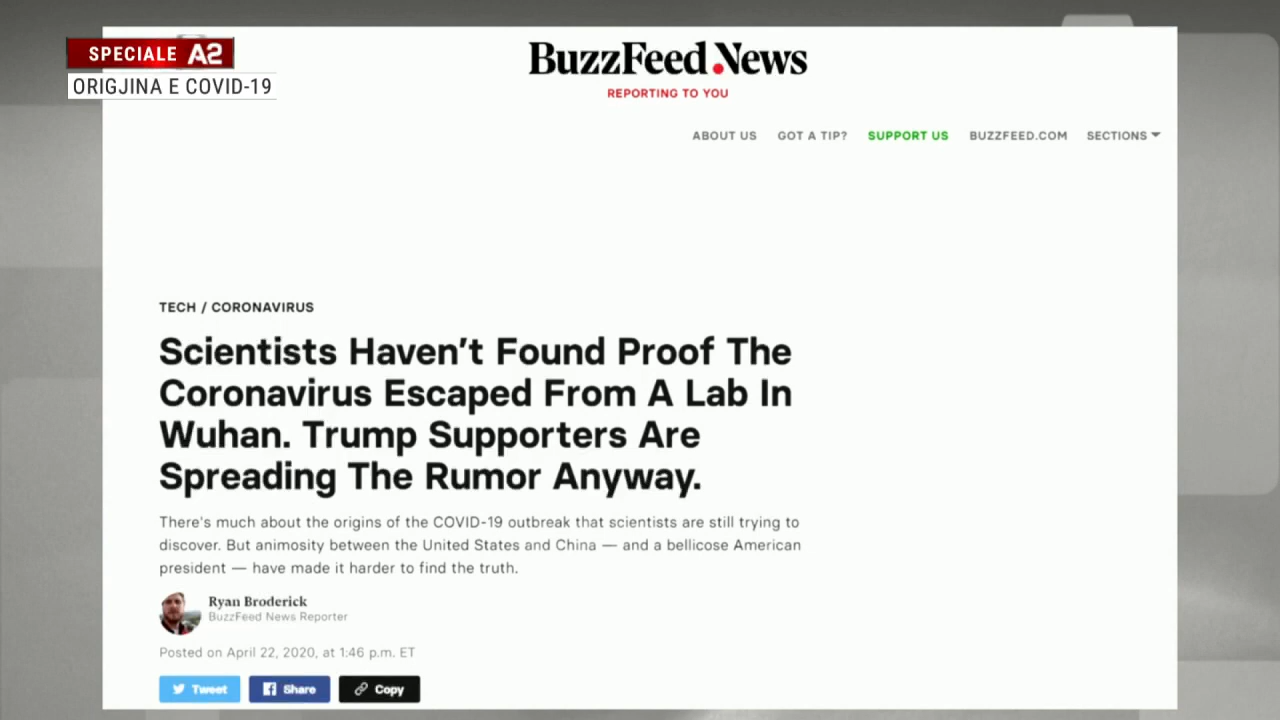 SPECIALE A2
ORIGJINA E COVID-19
BuzzFeed News
REPORTING TO YOU
ABOUT US GOT A TIP? SUPPORT US BUZZFEED.COM SECTIONS
TECH / CORONAVIRUS
Scientists Haven’t Found Proof The
Coronavirus Escaped From A Lab In
Wuhan. Trump Supporters Are
Spreading The Rumor Anyway.
There's much about the origins of the COVID-19 outbreak that scientists are still trying to
discover. But animosity between the United States and China — and a bellicose American
president — have made it harder to find the truth.
Ryan Broderick
BuzzFeed News Reporter
Posted on April 22, 2020, at 1:46 p.m. ET
Tweet Share Copy